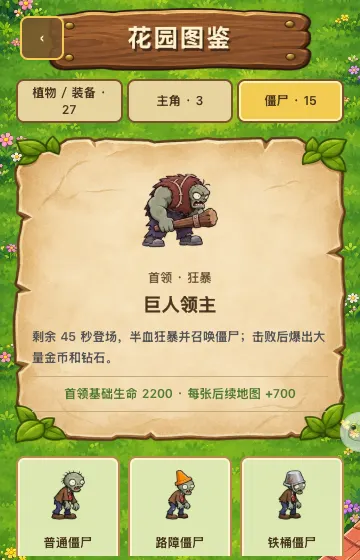 ‹
花园图鉴
植物 / 装备 ·
27
主角 · 3
僵尸 · 15
首领 · 狂暴
巨人领主
剩余 45 秒登场，半血狂暴并召唤僵尸；击败后爆出大
量金币和钻石。
首领基础生命 2200 · 每张后续地图 +700
普通僵尸
路障僵尸
铁桶僵尸